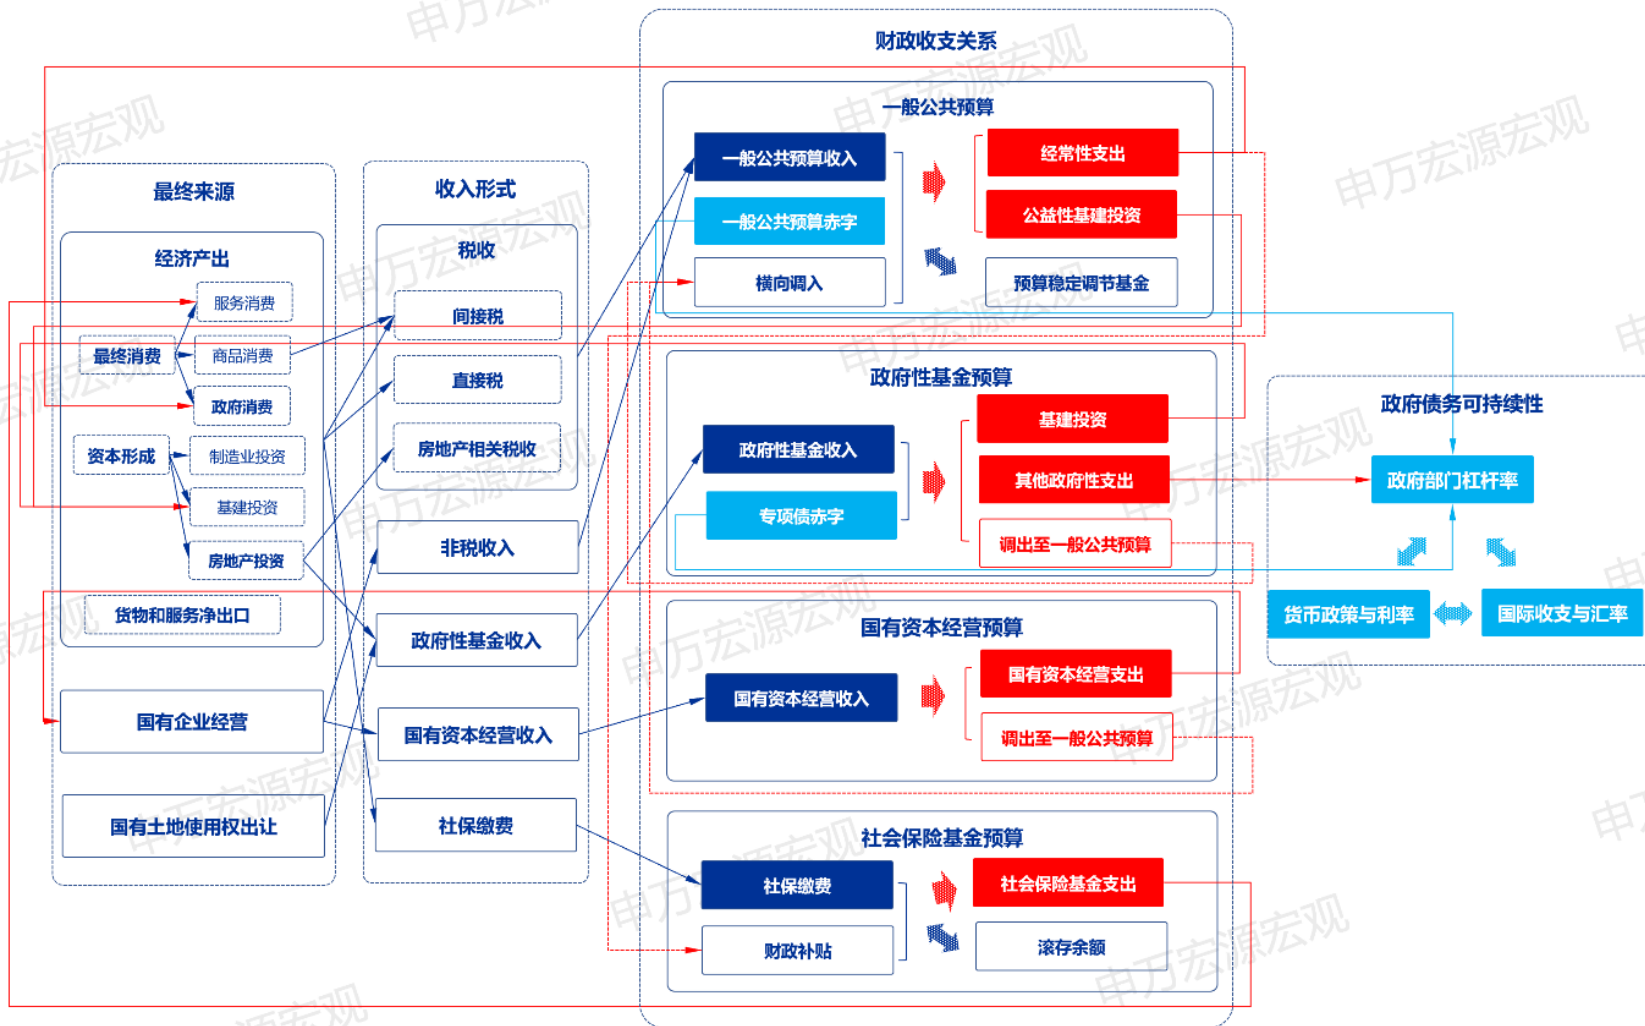 财政收支关系
一般公共预算
一般公共预算收入
经常性支出
一般公共预算赤字
公益性基建投资
横向调入
预算稳定调节基金
最终来源
收入形式
经济产出
税收
服务消费
间接税
最终消费
商品消费
直接税
政府消费
房地产相关税收
资本形成
制造业投资
基建投资
非税收入
房地产投资
货物和服务净出口
政府性基金收入
国有企业经营
国有资本经营收入
国有土地使用权出让
社保缴费
政府性基金预算
基建投资
政府性基金收入
其他政府性支出
专项债赤字
调出至一般公共预算
国有资本经营预算
国有资本经营支出
国有资本经营收入
调出至一般公共预算
社会保险基金预算
社保缴费
社会保险基金支出
财政补贴
滚存余额
政府债务可持续性
政府部门杠杆率
货币政策与利率
国际收支与汇率
申万宏源宏观